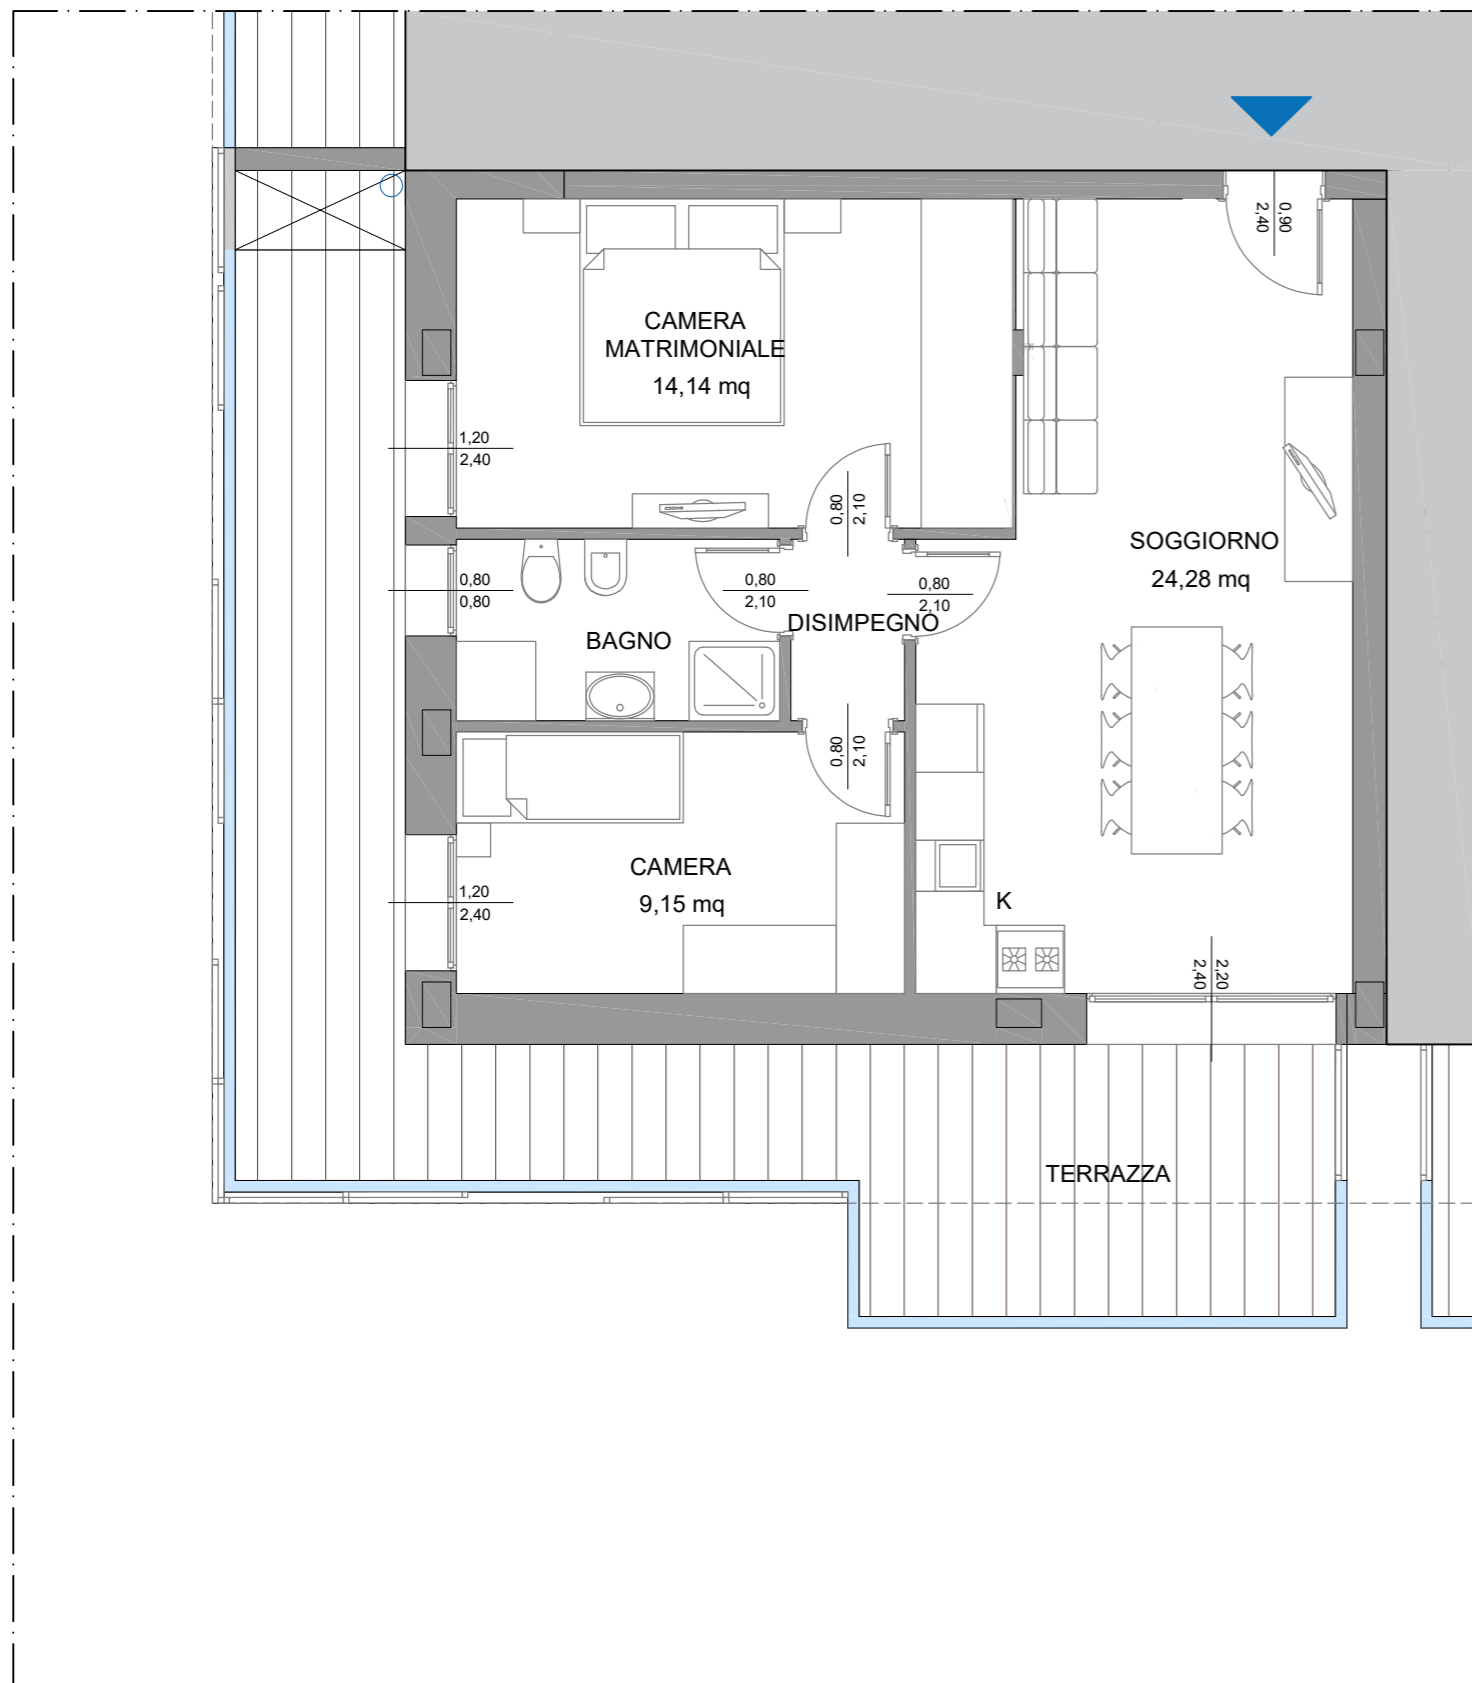 0,90
2,40
CAMERA
MATRIMONIALE
14,14 mq
1,20
2,40
0,80
2,10
SOGGIORNO
24,28 mq
0,80
0,80
0,80
2,10
0,80
2,10
DISIMPEGNO
BAGNO
0,80
2,10
CAMERA
9,15 mq
1,20
2,40
K
2,20
2,40
TERRAZZA